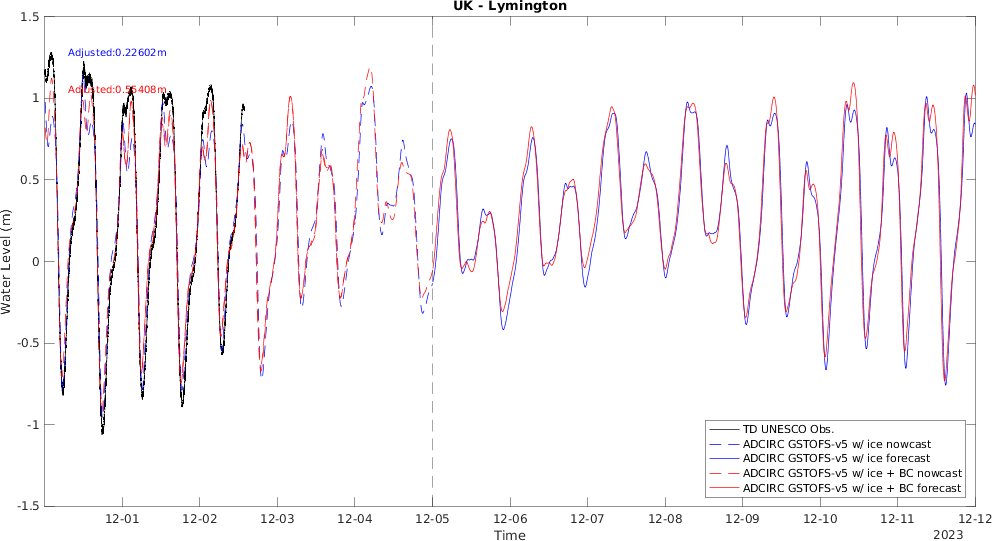 UK - Lymington
Adjusted:0.22602m
Adjusted:0.55408m
Water Level (m)
1.5
1
0.5
0
-0.5
-1
-1.5
TD UNESCO Obs.
ADCIRC GSTOFS-v5 w/ ice nowcast
ADCIRC GSTOFS-v5 w/ ice forecast
ADCIRC GSTOFS-v5 w/ ice + BC nowcast
ADCIRC GSTOFS-v5 w/ ice + BC forecast
12-01 12-02 12-03 12-04 12-05 12-06 12-07 12-08 12-09 12-10 12-11 12-12
Time
2023